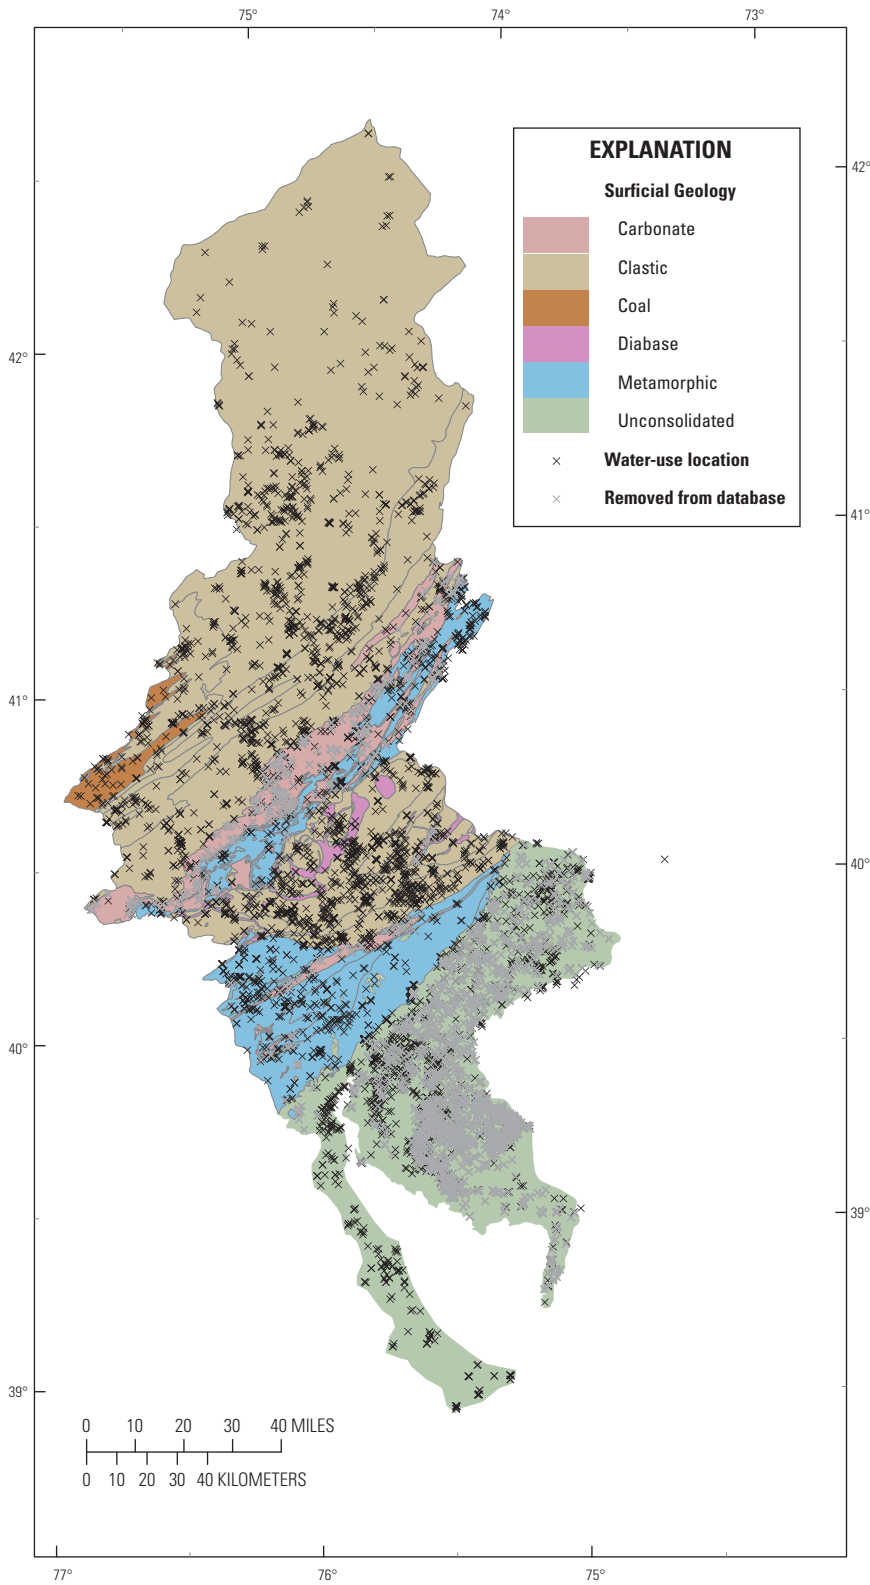 75° 74° 73°
42°
42°
41°
41°
40°
40°
39°
39°
EXPLANATION
Surficial Geology
Carbonate
Clastic
Coal
Diabase
Metamorphic
Unconsolidated
Water-use location
Removed from database
0 10 20 30 40 MILES
0 10 20 30 40 KILOMETERS
77° 76° 75°